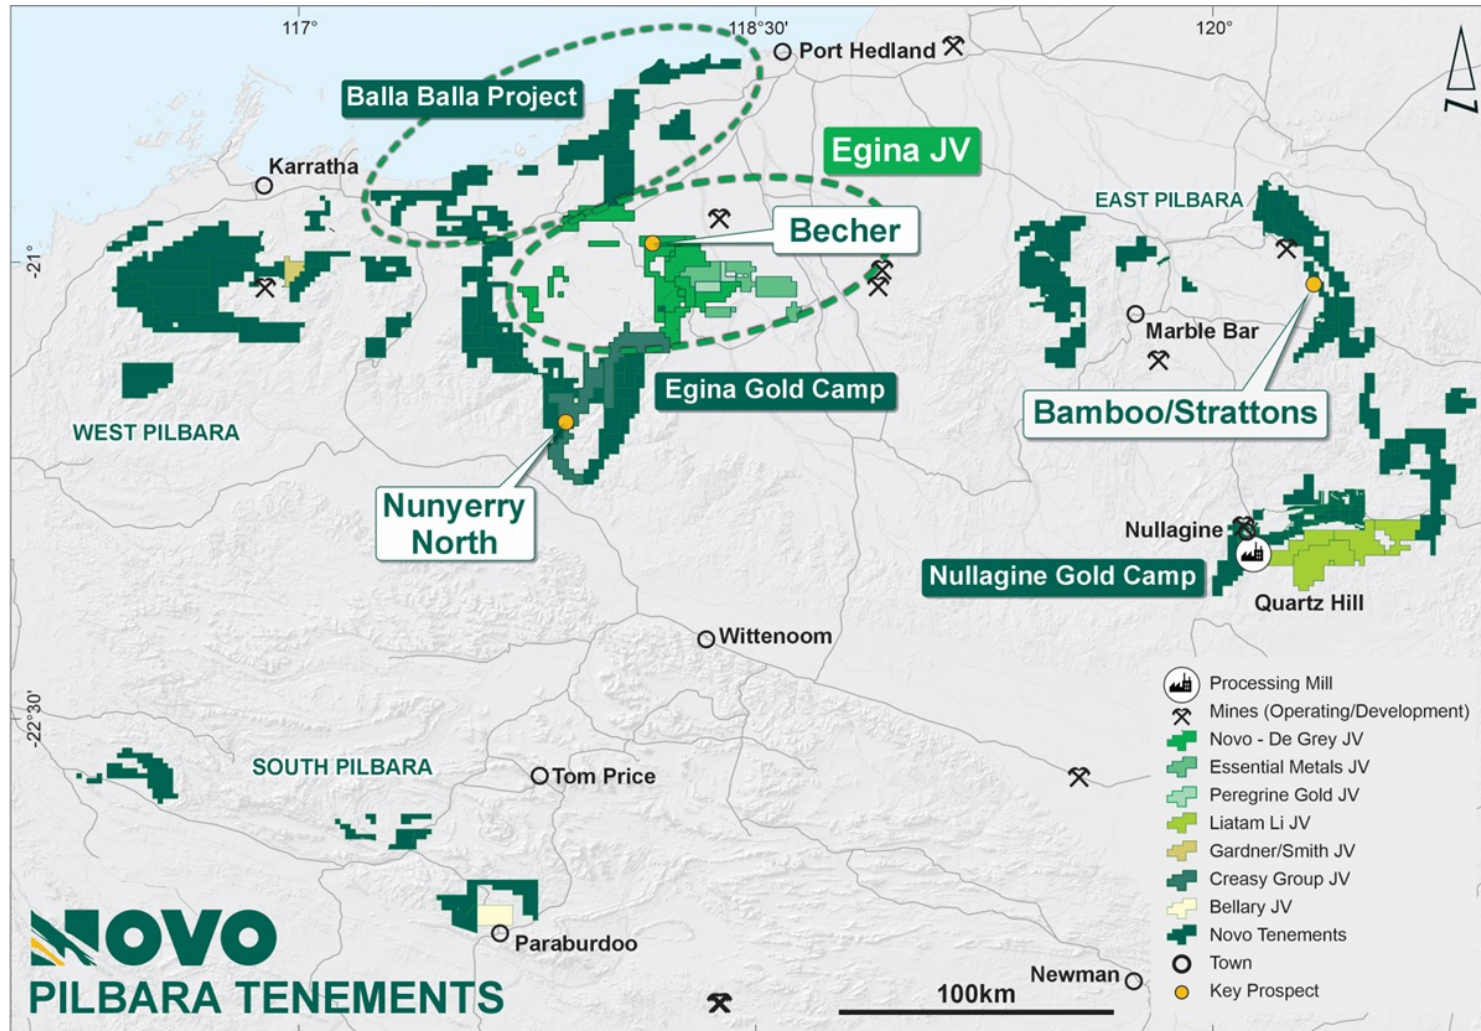 117°
118°30'
120°
Port Hedland
Balla Balla Project
Egina JV
Karratha
EAST PILBARA
Becher
-21°
Marble Bar
Egina Gold Camp
Bamboo/Strattons
WEST PILBARA
Nunyerry
North
Nullagine
Nullagine Gold Camp
Quartz Hill
Wittenoom
-22°30'
SOUTH PILBARA
Tom Price
Paraburdoo
Newman
Processing Mill
Mines (Operating/Development)
Novo - De Grey JV
Essential Metals JV
Peregrine Gold JV
Liatam Li JV
Gardner/Smith JV
Creasy Group JV
Bellary JV
Novo Tenements
Town
Key Prospect
NOVO
PILBARA TENEMENTS
100km
N